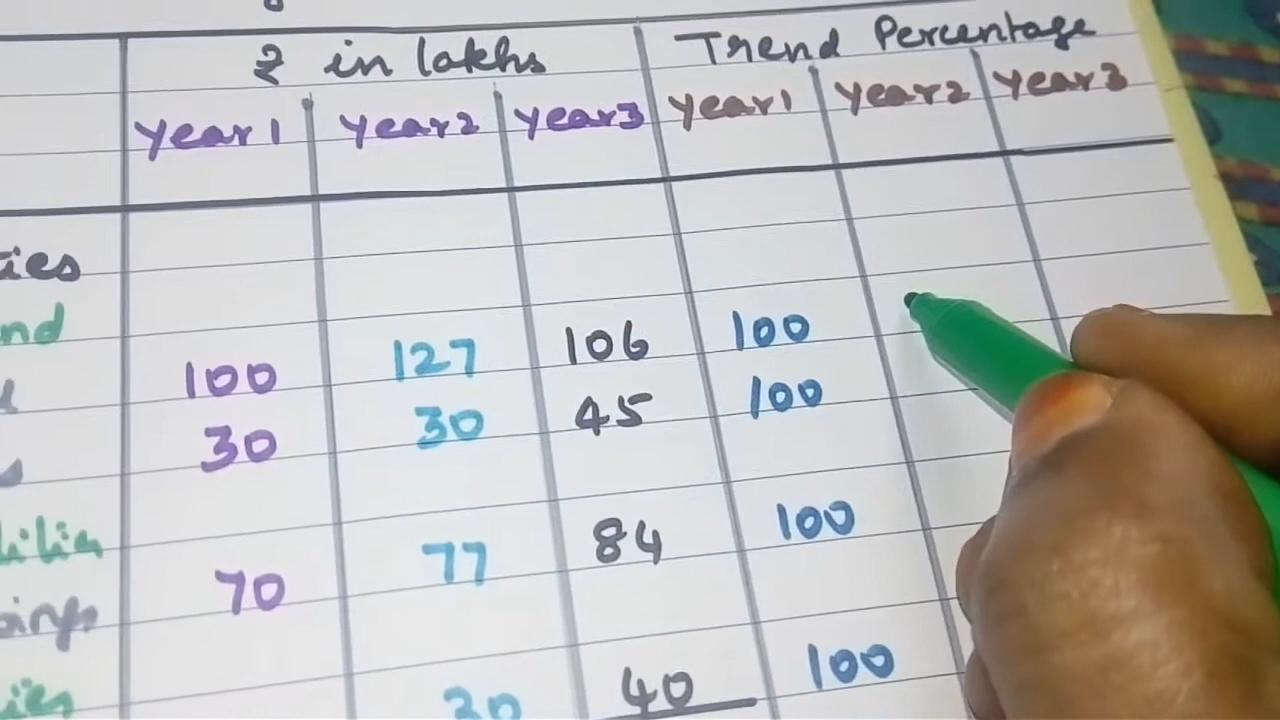 ₹ in lakhs Trend Percentage
Year 1 Year 2 Year 3 Year 1 Year 2 Year 3
ties
nd
100 127 106 100
30 30 45 100
70 77 84 100
40 100